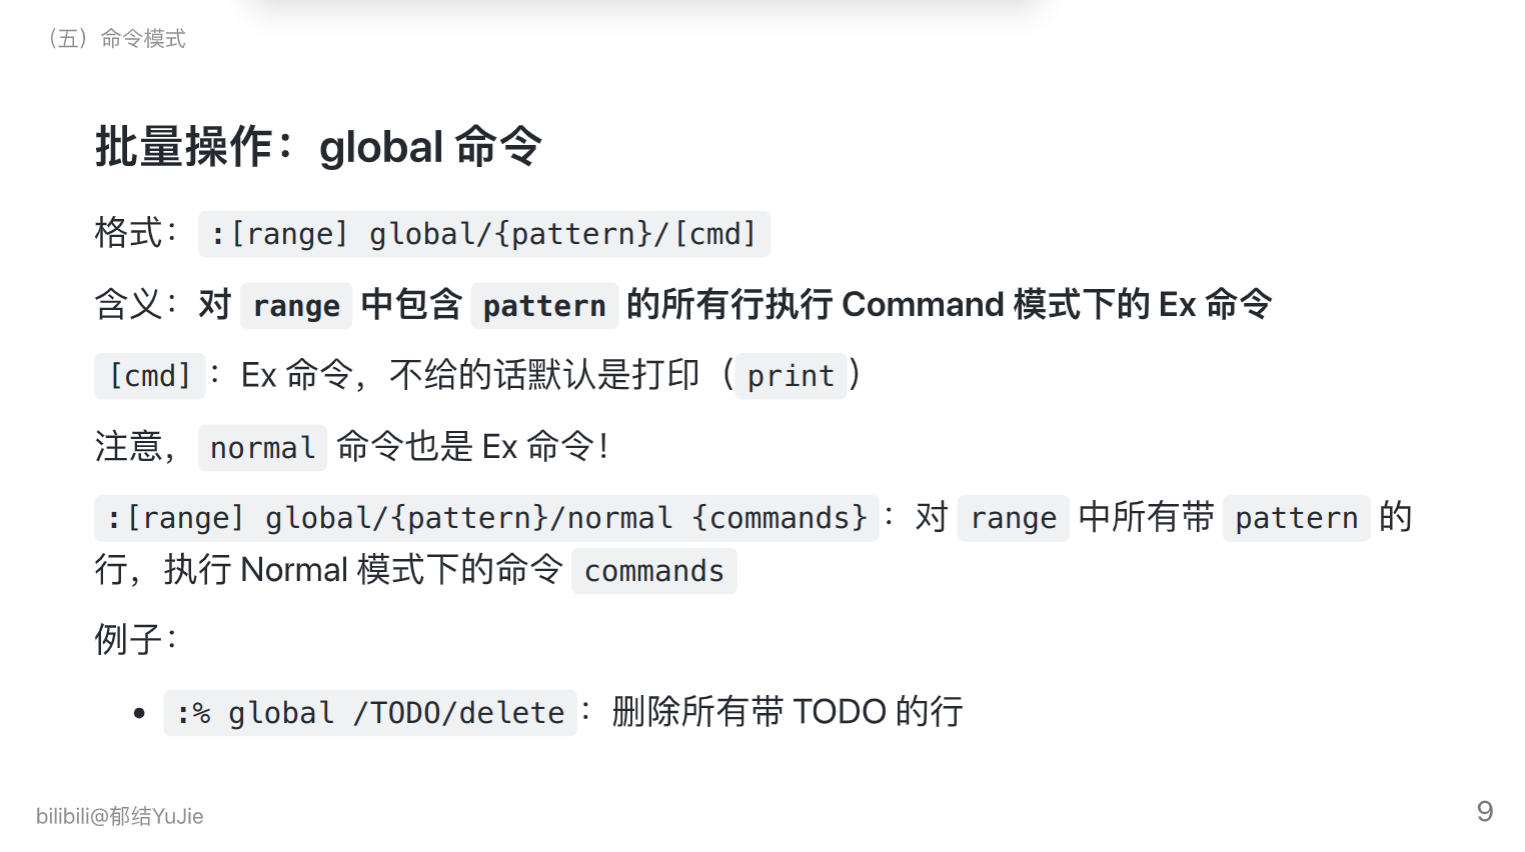 （五）命令模式
批量操作：global 命令
格式：:[range] global/{pattern}/[cmd]
含义：对 range 中包含 pattern 的所有行执行 Command 模式下的 Ex 命令
[cmd]：Ex 命令，不给的话默认是打印（print）
注意，normal 命令也是 Ex 命令！
:[range] global/{pattern}/normal {commands}：对 range 中所有带 pattern 的
行，执行 Normal 模式下的命令 commands
例子：
• :% global /TODO/delete：删除所有带 TODO 的行
bilibili@郁结YuJie
9